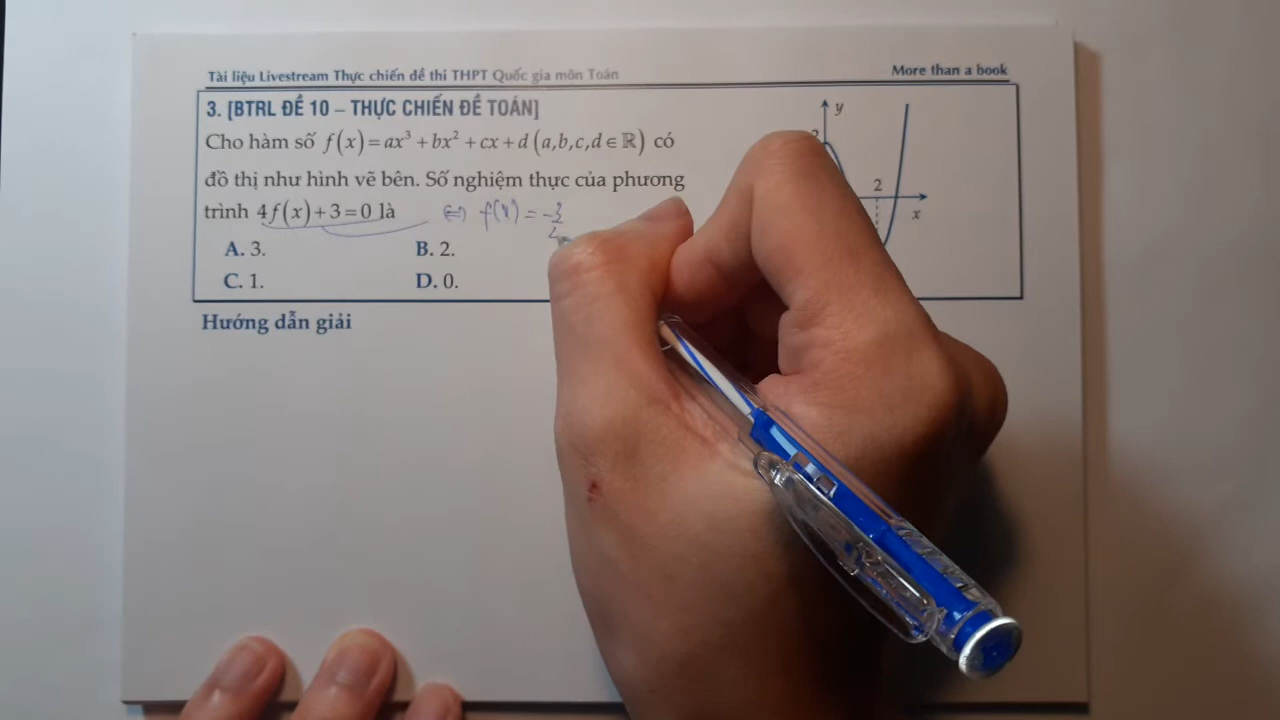 Tài liệu Livestream Thực chiến đề thi THPT Quốc gia môn Toán
More than a book
3. [BTRL ĐỀ 10 – THỰC CHIẾN ĐỀ TOÁN]
Cho hàm số f(x)=ax³+bx²+cx+d (a,b,c,d∈ℝ) có
đồ thị như hình vẽ bên. Số nghiệm thực của phương
trình 4f(x)+3=0 là ⇔ f(x) = -3/4
A. 3. B. 2.
C. 1. D. 0.
y
2
2
x
Hướng dẫn giải